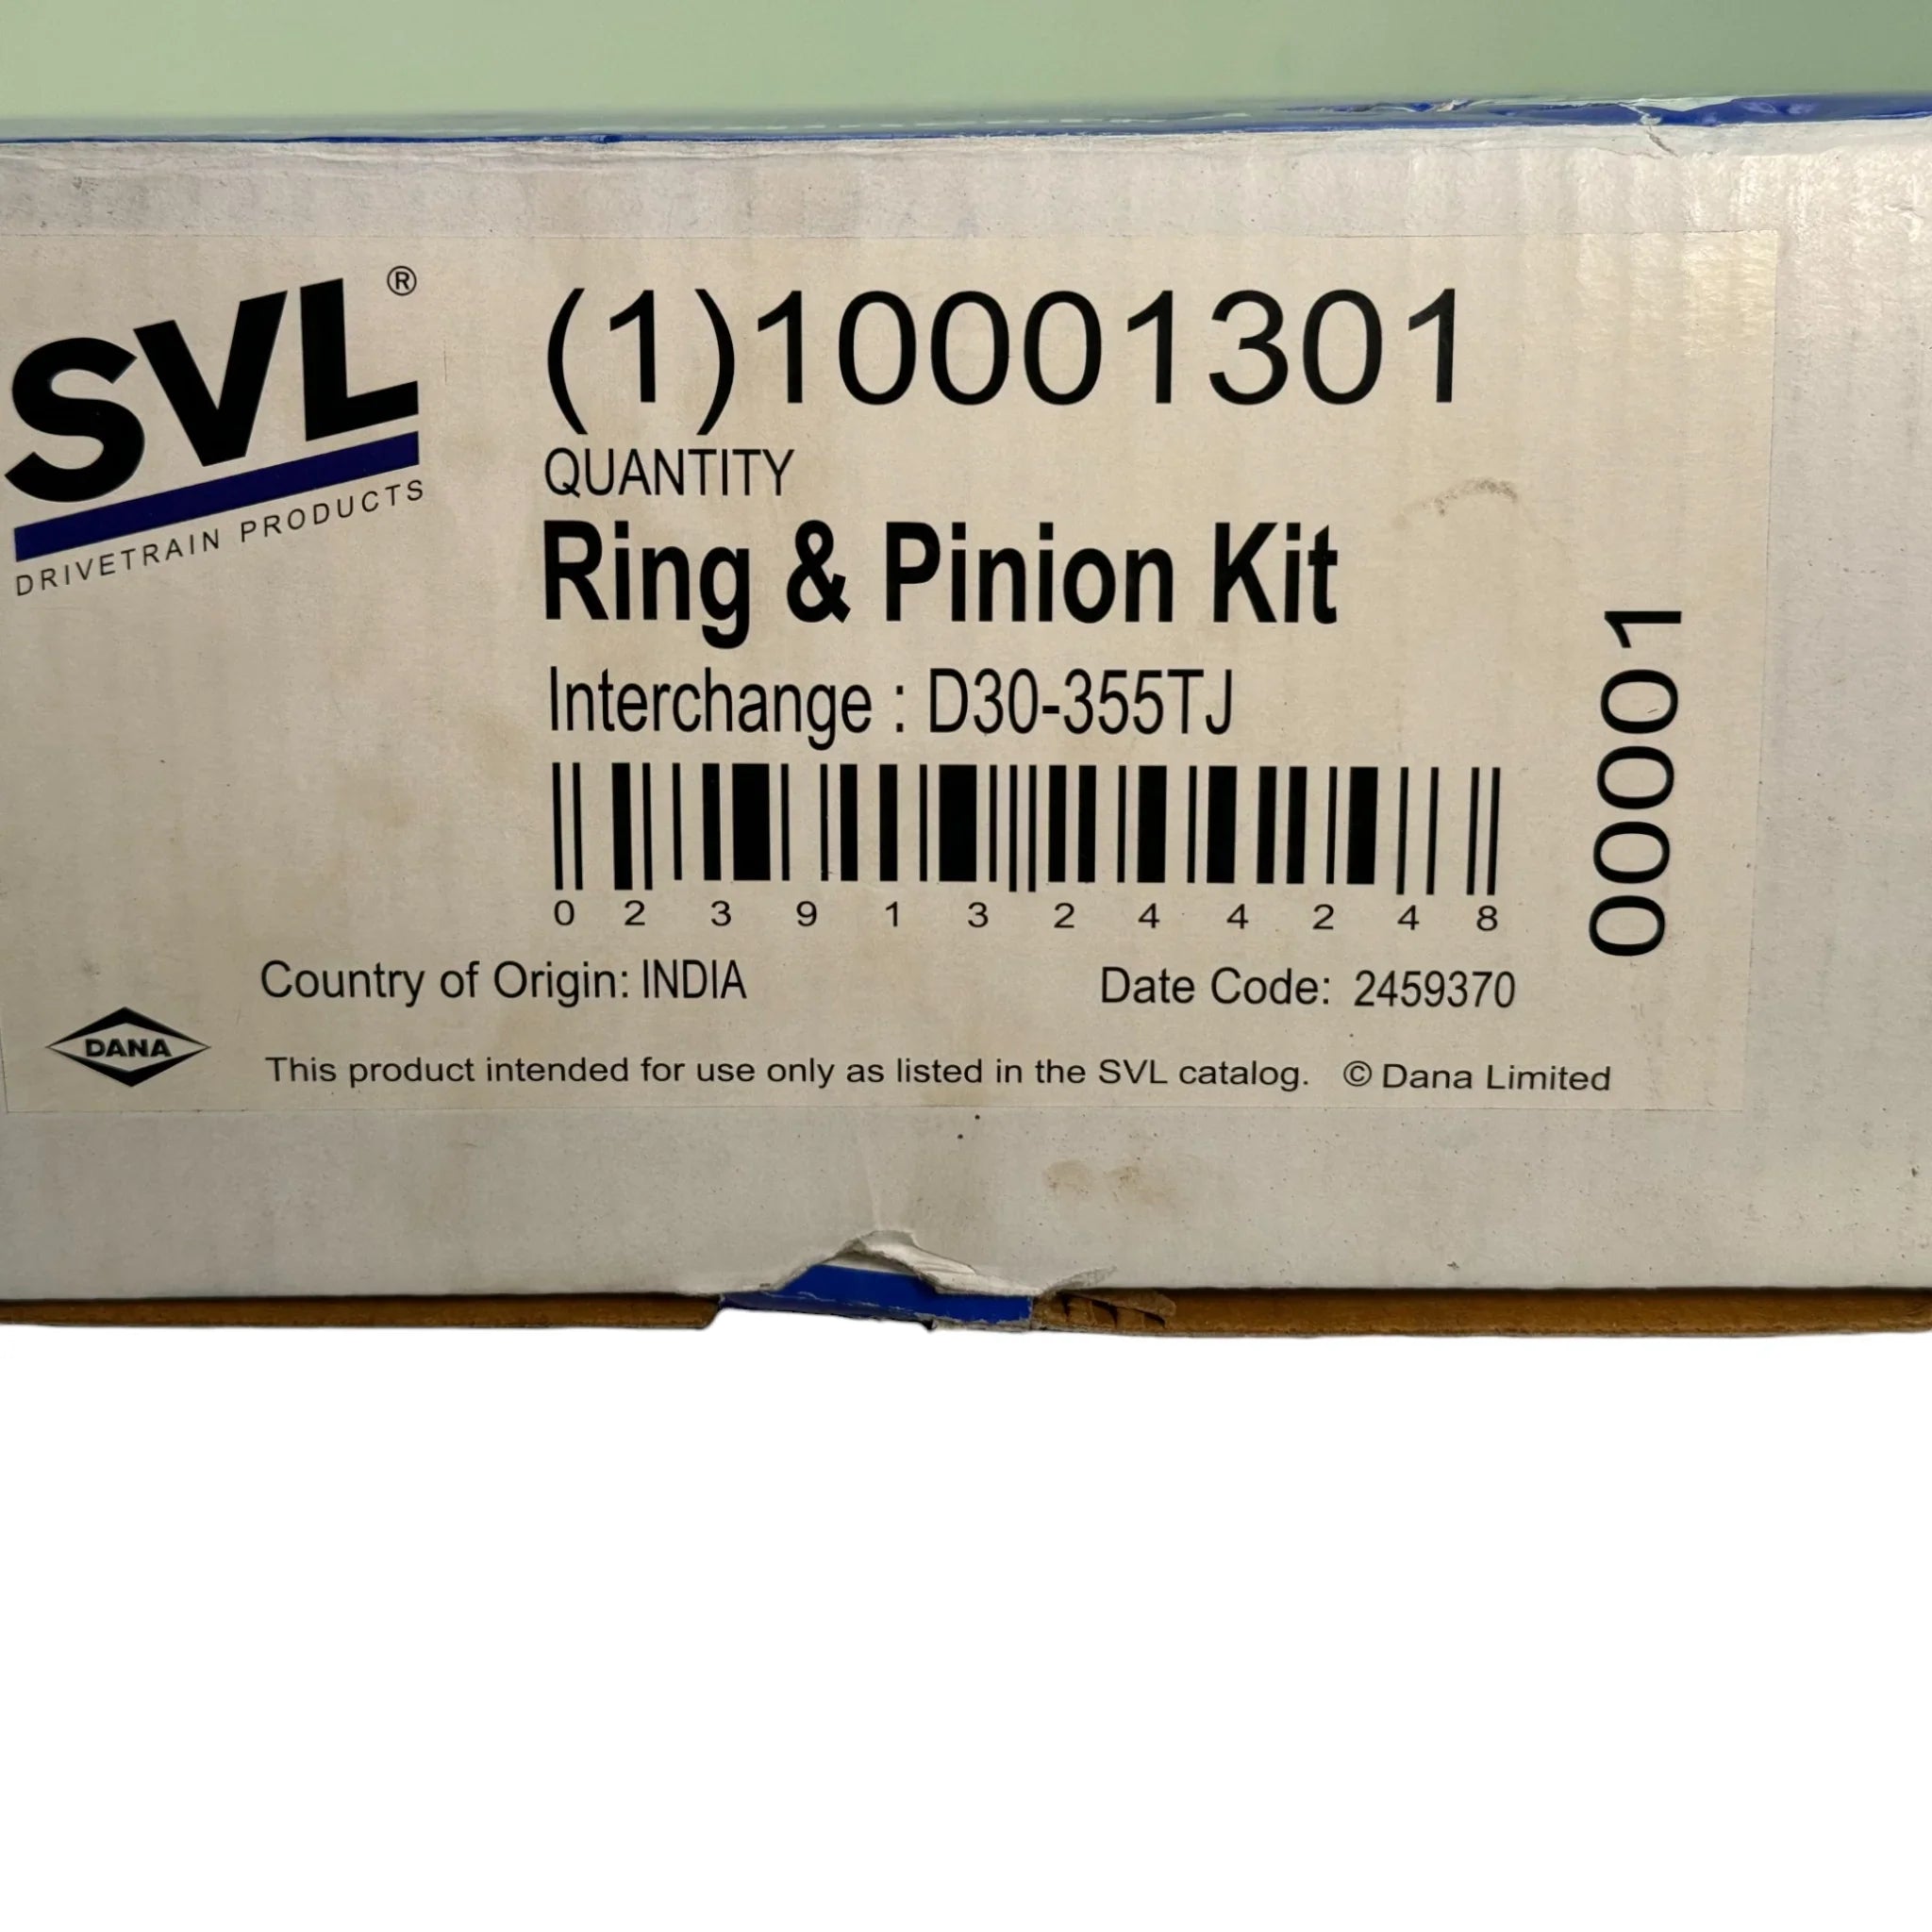 SVL®
DRIVETRAIN PRODUCTS
(1)10001301
QUANTITY
Ring & Pinion Kit
Interchange : D30-355TJ
0 2 3 9 1 3 2 4 4 2 4 8
00001
Country of Origin: INDIA
Date Code: 2459370
DANA
This product intended for use only as listed in the SVL catalog. © Dana Limited